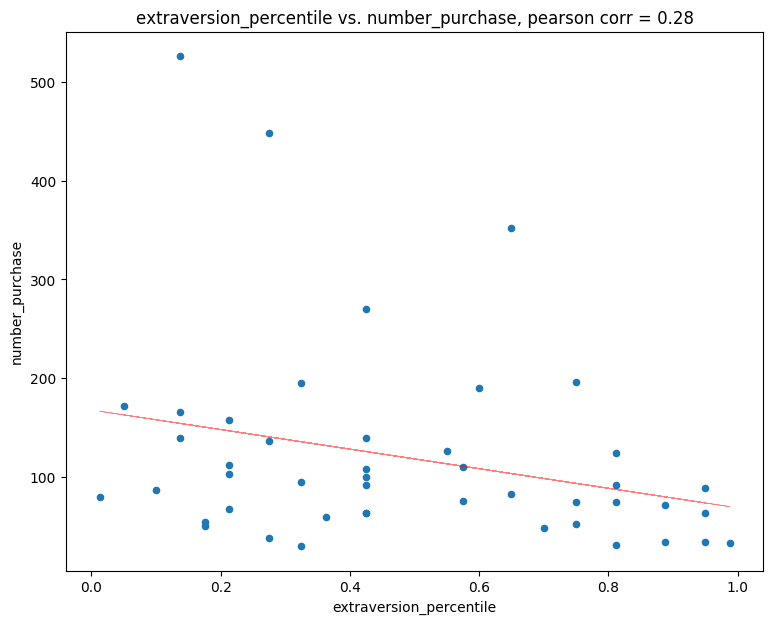 extraversion_percentile vs. number_purchase, pearson corr = 0.28
number_purchase
500
400
300
200
100
0.0 0.2 0.4 0.6 0.8 1.0
extraversion_percentile